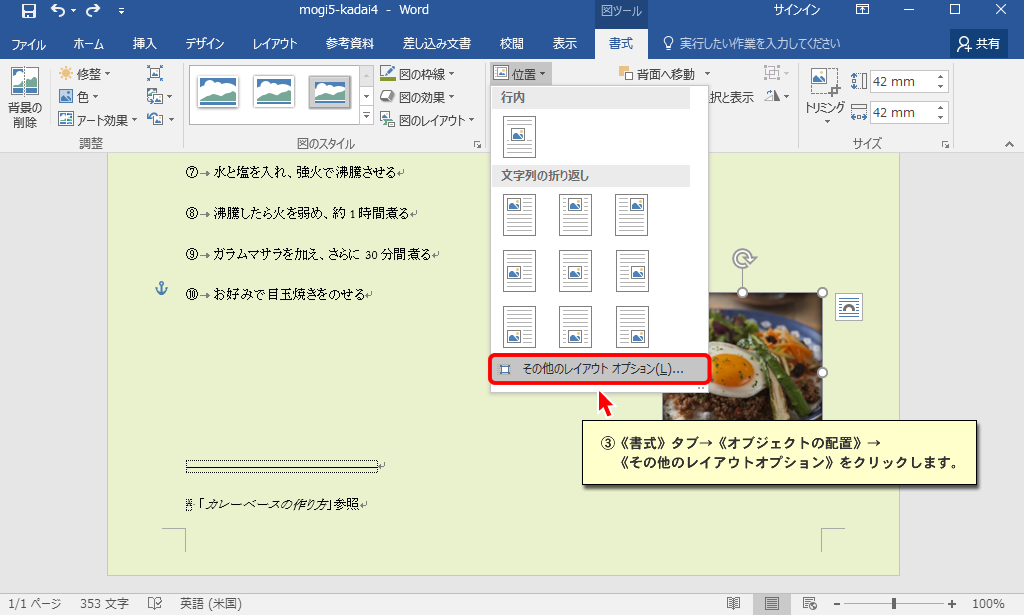 mogi5-kadai4 - Word
図ツール
サインイン
ファイル ホーム 挿入 デザイン レイアウト 参考資料 差し込み文書 校閲 表示 書式 実行したい作業を入力してください 共有
背景の
削除
修整
色
アート効果
調整
図のスタイル
図の枠線
図の効果
図のレイアウト
位置
背面へ移動
択と表示
トリミング
42 mm
42 mm
サイズ
行内
文字列の折り返し
その他のレイアウト オプション(L)...
⑦→水と塩を入れ、強火で沸騰させる↵
⑧→沸騰したら火を弱め、約1時間煮る↵
⑨→ガラムマサラを加え、さらに 30 分間煮る↵
⑩→お好みで目玉焼きをのせる↵
③《書式》タブ→《オブジェクトの配置》→
《その他のレイアウトオプション》をクリックします。
「カレーベースの作り方」参照↵
1/1 ページ 353 文字 英語 (米国) 100%